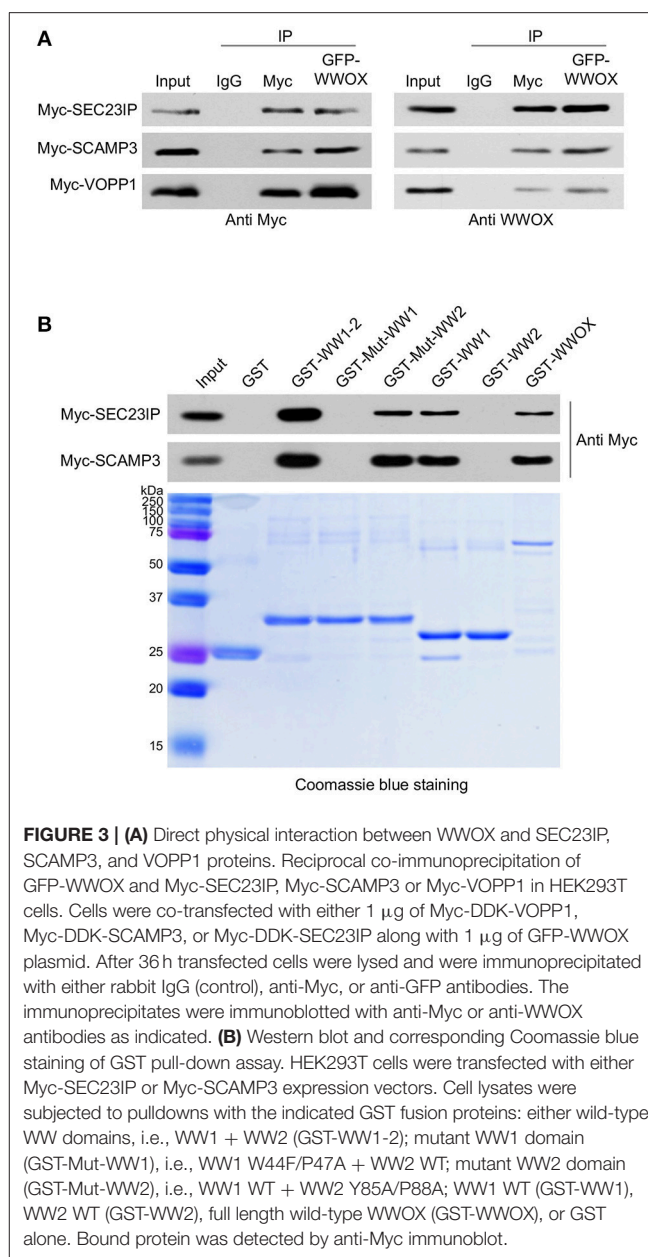 A
IP
IP
Input IgG Myc GFP-WWOX
Input IgG Myc GFP-WWOX
Myc-SEC23IP
Myc-SCAMP3
Myc-VOPP1
Anti Myc
Anti WWOX
B
Input GST GST-WW1-2 GST-Mut-WW1 GST-Mut-WW2 GST-WW1 GST-WW2 GST-WWOX
Myc-SEC23IP
Myc-SCAMP3
Anti Myc
kDa
250
150
100
75
50
37
25
20
15
Coomassie blue staining
FIGURE 3 | (A) Direct physical interaction between WWOX and SEC23IP,
SCAMP3, and VOPP1 proteins. Reciprocal co-immunoprecipitation of
GFP-WWOX and Myc-SEC23IP, Myc-SCAMP3 or Myc-VOPP1 in HEK293T
cells. Cells were co-transfected with either 1 μg of Myc-DDK-VOPP1,
Myc-DDK-SCAMP3, or Myc-DDK-SEC23IP along with 1 μg of GFP-WWOX
plasmid. After 36 h transfected cells were lysed and were immunoprecipitated
with either rabbit IgG (control), anti-Myc, or anti-GFP antibodies. The
immunoprecipitates were immunoblotted with anti-Myc or anti-WWOX
antibodies as indicated. (B) Western blot and corresponding Coomassie blue
staining of GST pull-down assay. HEK293T cells were transfected with either
Myc-SEC23IP or Myc-SCAMP3 expression vectors. Cell lysates were
subjected to pulldowns with the indicated GST fusion proteins: either wild-type
WW domains, i.e., WW1 + WW2 (GST-WW1-2); mutant WW1 domain
(GST-Mut-WW1), i.e., WW1 W44F/P47A + WW2 WT; mutant WW2 domain
(GST-Mut-WW2), i.e., WW1 WT + WW2 Y85A/P88A; WW1 WT (GST-WW1),
WW2 WT (GST-WW2), full length wild-type WWOX (GST-WWOX), or GST
alone. Bound protein was detected by anti-Myc immunoblot.